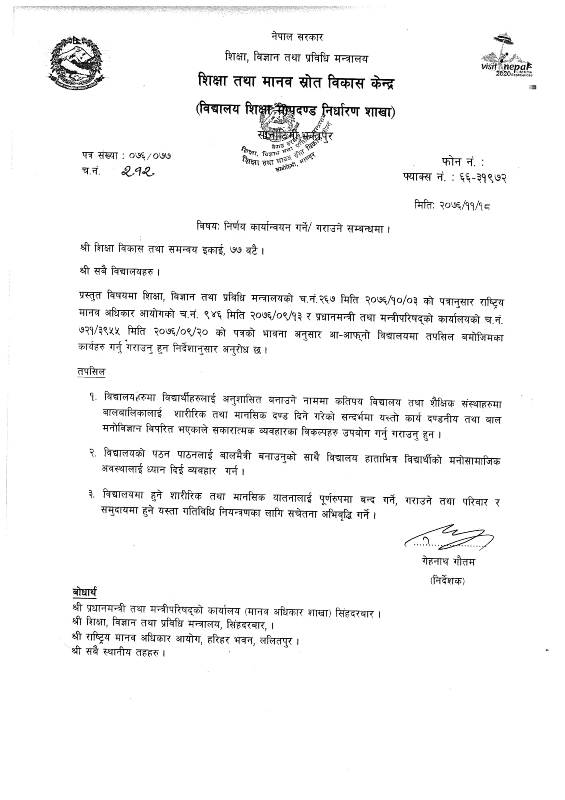 नेपाल सरकार
शिक्षा, विज्ञान तथा प्रविधि मन्त्रालय
शिक्षा तथा मानव स्रोत विकास केन्द्र
(विद्यालय शिक्षा मापदण्ड निर्धारण शाखा)
सानोठिमी भक्तपुर
visit nepal
2020
पत्र संख्या : ०७६/०७७
च.नं. २१२
फोन नं. :
फ्याक्स नं. : ६६-३१९७२
मितिः २०७६/११/१८
विषयः निर्णय कार्यान्वयन गर्ने/ गराउने सम्बन्धमा ।
श्री शिक्षा विकास तथा समन्वय इकाई, ७७ वटै ।
श्री सबै विद्यालयहरु ।
प्रस्तुत विषयमा शिक्षा, विज्ञान तथा प्रविधि मन्त्रालयको च.नं.२६७ मिति २०७६/१०/०३ को पत्रानुसार राष्ट्रिय
मानव अधिकार आयोगको च.नं. ९४६ मिति २०७६/०९/१३ र प्रधानमन्त्री तथा मन्त्रीपरिषद्को कार्यालयको च.नं.
७२१/३९५५ मिति २०७६/०९/२० को पत्रको भावना अनुसार आ-आफ्नो विद्यालयमा तपसिल बमोजिमका
कार्यहरु गर्नु गराउनु हुन निर्देशानुसार अनुरोध छ ।
तपसिल
१. विद्यालयहरुमा विद्यार्थीहरुलाई अनुशासित बनाउने नाममा कतिपय विद्यालय तथा शैक्षिक संस्थाहरुमा
बालबालिकालाई शारीरिक तथा मानसिक दण्ड दिने गरेको सन्दर्भमा यस्तो कार्य दण्डनीय तथा बाल
मनोविज्ञान विपरित भएकाले सकारात्मक व्यवहारका विकल्पहरु उपयोग गर्नु गराउनु हुन ।
२. विद्यालयको पठन पाठनलाई बालमैत्री बनाउनुको साथै विद्यालय हाताभित्र विद्यार्थीको मनोसामाजिक
अवस्थालाई ध्यान दिई व्यवहार गर्न ।
३. विद्यालयमा हुने शारीरिक तथा मानसिक यातनालाई पूर्णरुपमा बन्द गर्ने, गराउने तथा परिवार र
समुदायमा हुने यस्ता गतिविधि नियन्त्रणका लागि सचेतना अभिबृद्धि गर्ने ।
गेहनाथ गौतम
(निर्देशक)
बोधार्थ
श्री प्रधानमन्त्री तथा मन्त्रीपरिषद्को कार्यालय (मानव अधिकार शाखा) सिंहदरबार ।
श्री शिक्षा, विज्ञान तथा प्रविधि मन्त्रालय, सिंहदरबार, ।
श्री राष्ट्रिय मानव अधिकार आयोग, हरिहर भवन, ललितपुर ।
श्री सबै स्थानीय तहहरु ।